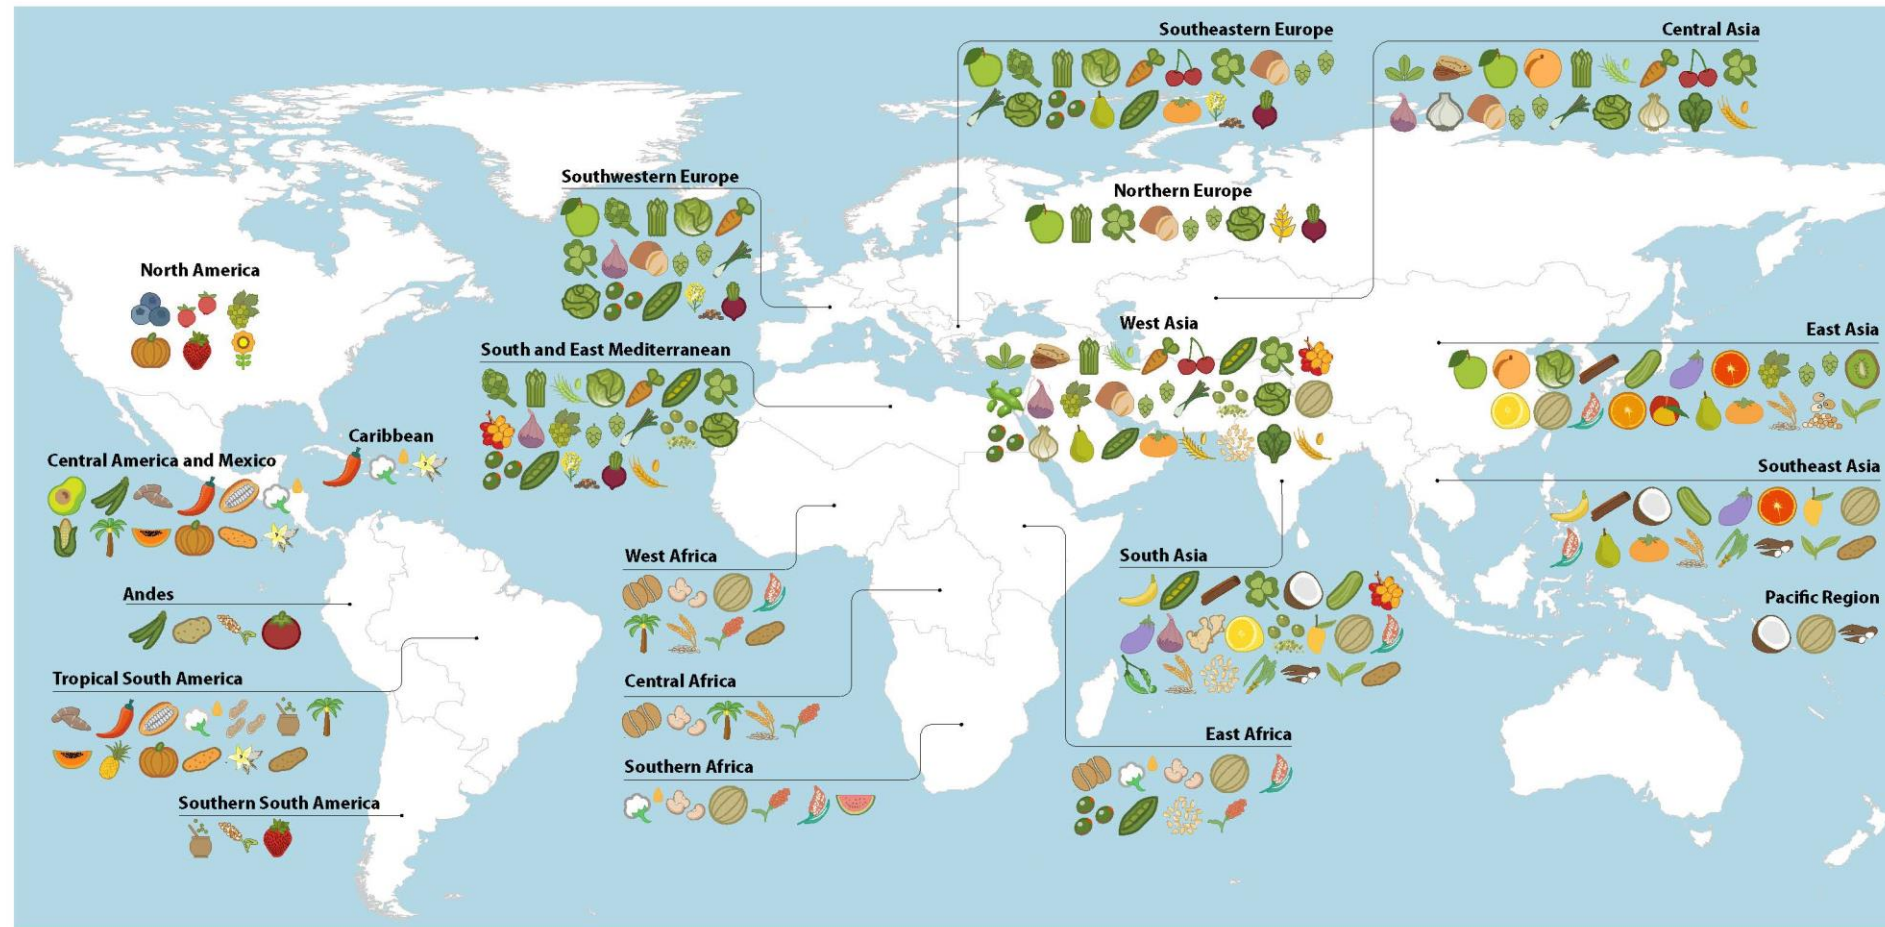 Southeastern Europe
Central Asia
Southwestern Europe
Northern Europe
North America
West Asia
East Asia
South and East Mediterranean
Caribbean
Central America and Mexico
Southeast Asia
West Africa
South Asia
Andes
Pacific Region
Tropical South America
Central Africa
East Africa
Southern Africa
Southern South America